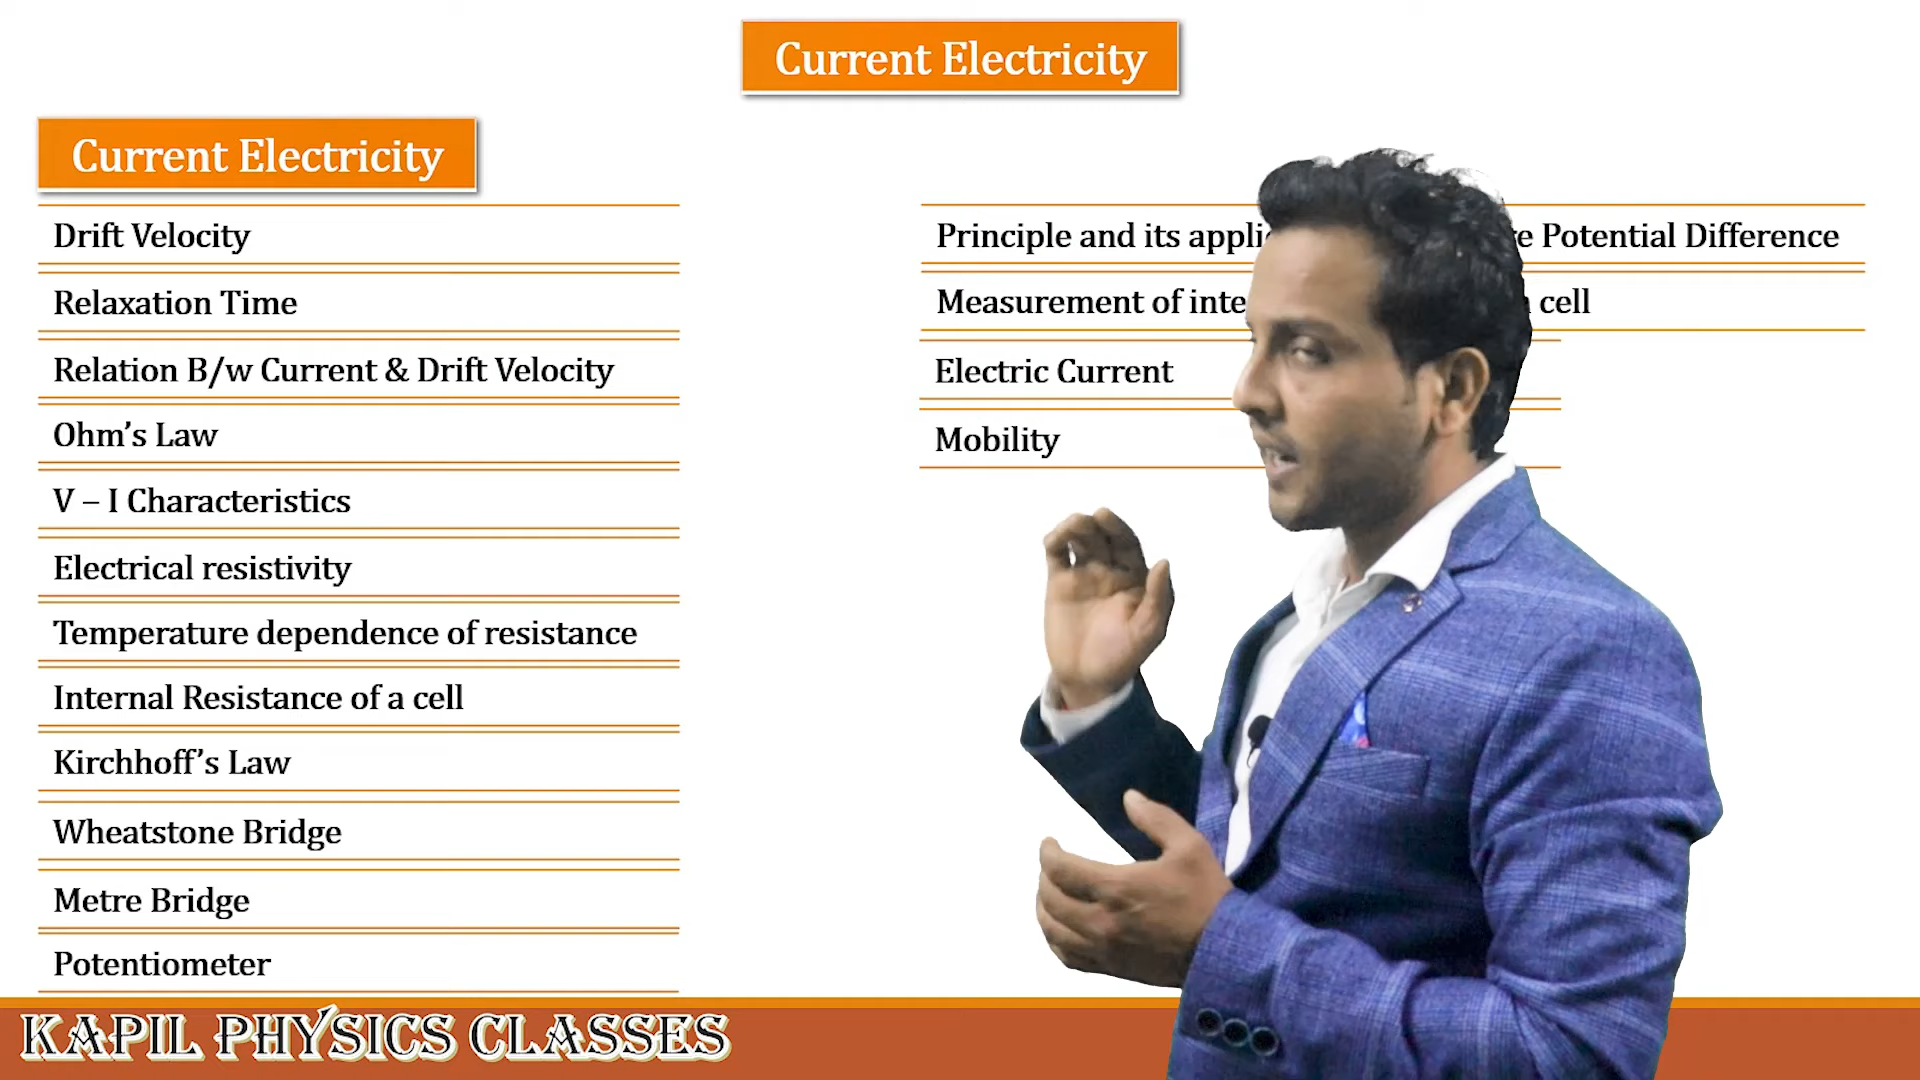 Current Electricity
Current Electricity
Drift Velocity
Relaxation Time
Relation B/w Current & Drift Velocity
Ohm’s Law
V – I Characteristics
Electrical resistivity
Temperature dependence of resistance
Internal Resistance of a cell
Kirchhoff’s Law
Wheatstone Bridge
Metre Bridge
Potentiometer
Principle and its Potential Difference
Measurement of cell
Electric Current
Mobility
KAPIL PHYSICS CLASSES